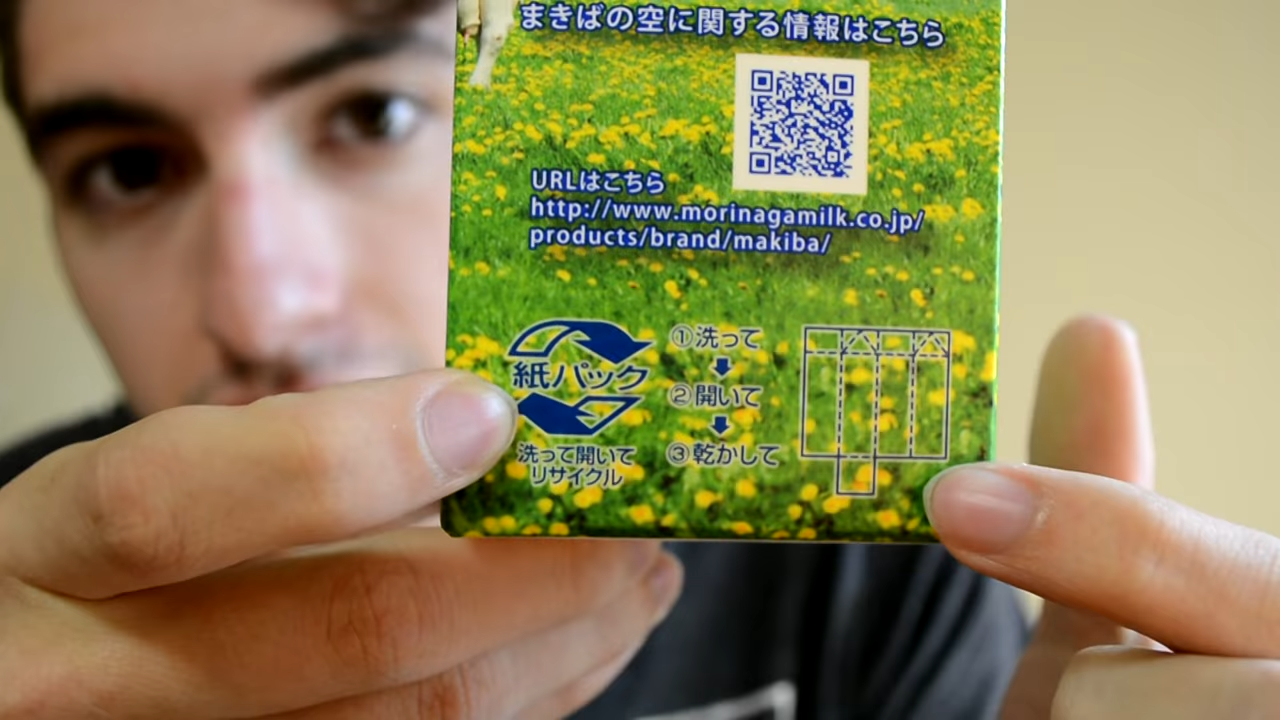 まきばの空に関する情報はこちら
URLはこちら
http://www.morinagamilk.co.jp/
products/brand/makiba/
紙パック
洗って開いて
リサイクル
①洗って
②開いて
③乾かして